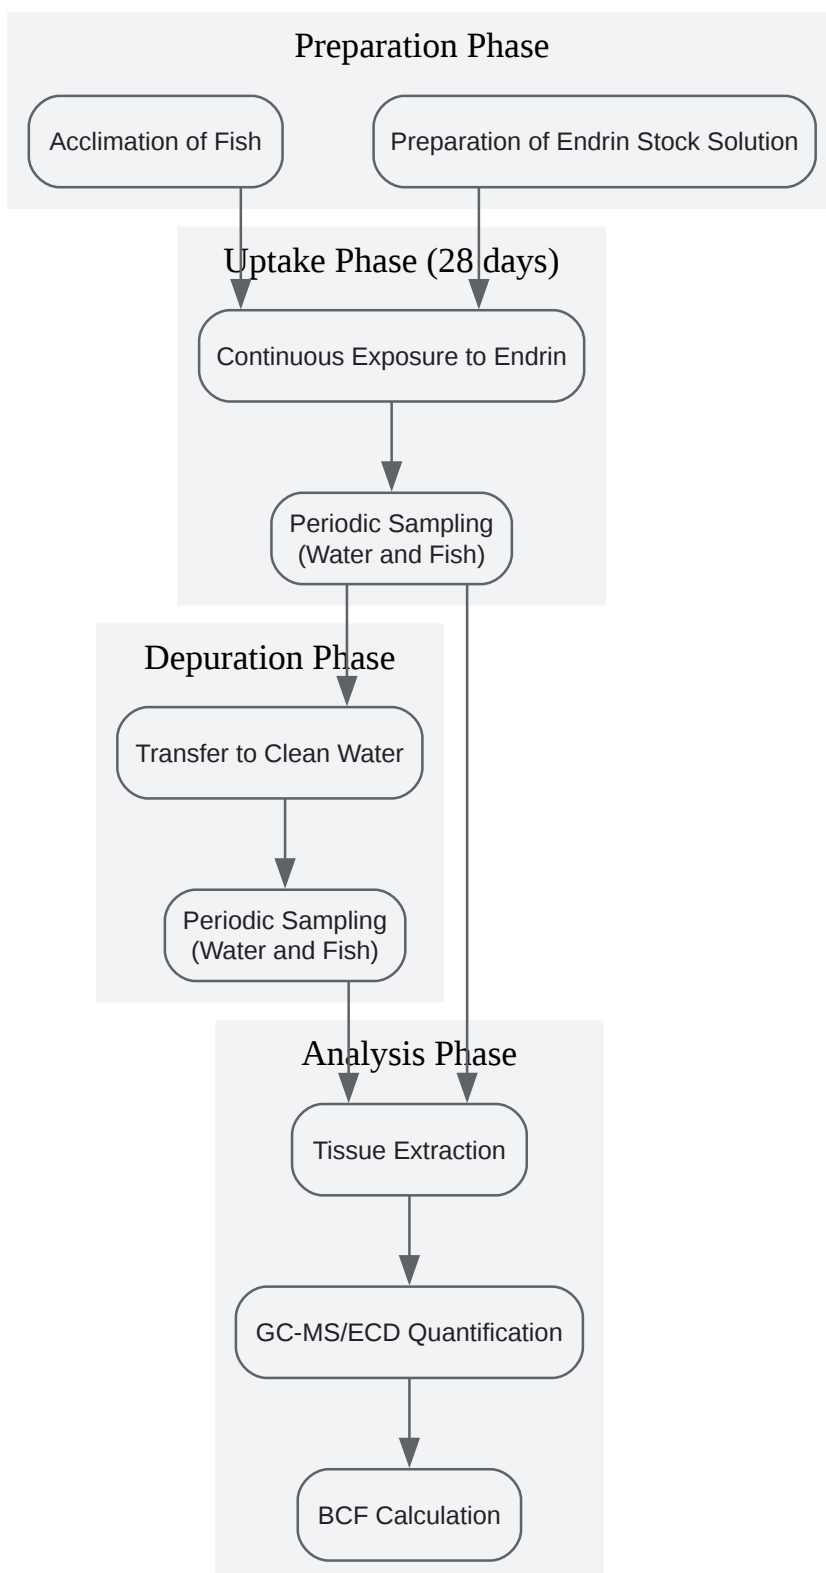 Preparation Phase
Acclimation of Fish
Preparation of Endrin Stock Solution
Uptake Phase (28 days)
Continuous Exposure to Endrin
Periodic Sampling
(Water and Fish)
Depuration Phase
Transfer to Clean Water
Periodic Sampling
(Water and Fish)
Analysis Phase
Tissue Extraction
GC-MS/ECD Quantification
BCF Calculation